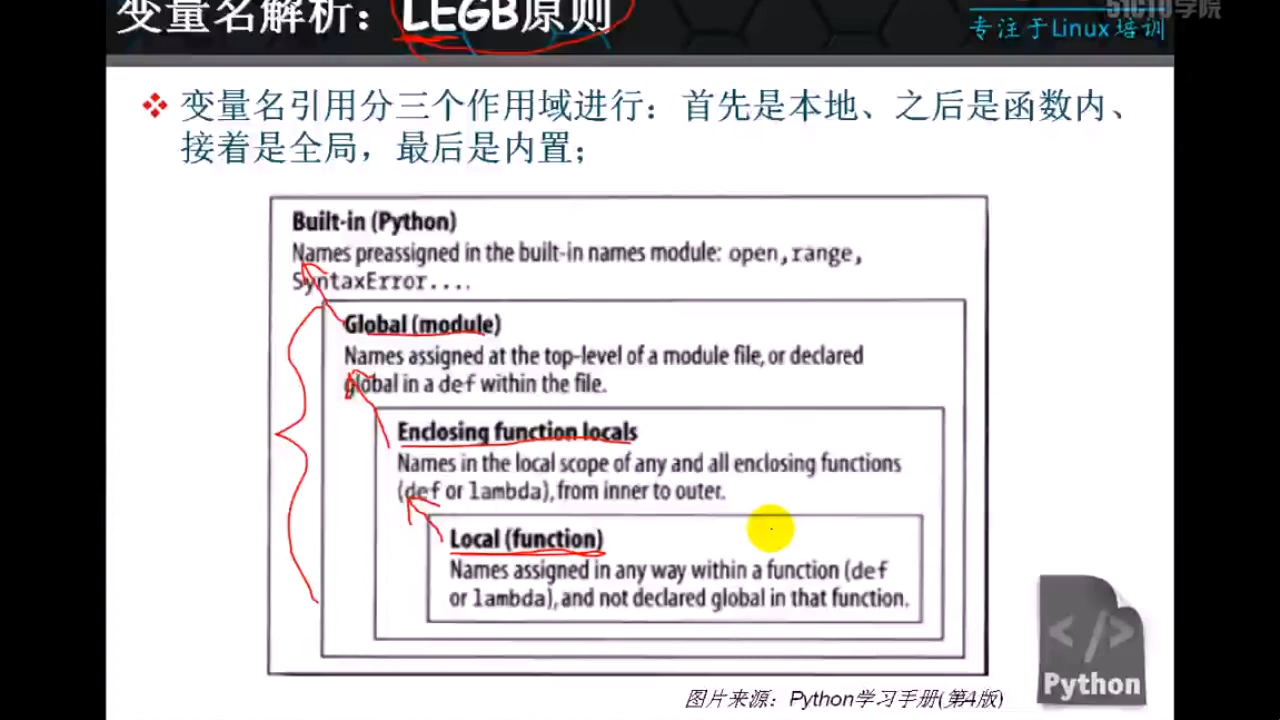 变量名解析：LEGB原则
51CTO学院
专注于Linux培训
变量名引用分三个作用域进行：首先是本地、之后是函数内、
接着是全局，最后是内置；
Built-in (Python)
Names preassigned in the built-in names module: open, range,
SyntaxError....
Global (module)
Names assigned at the top-level of a module file, or declared
global in a def within the file.
Enclosing function locals
Names in the local scope of any and all enclosing functions
(def or lambda), from inner to outer.
Local (function)
Names assigned in any way within a function (def
or lambda), and not declared global in that function.
</>
Python
图片来源：Python学习手册(第4版)